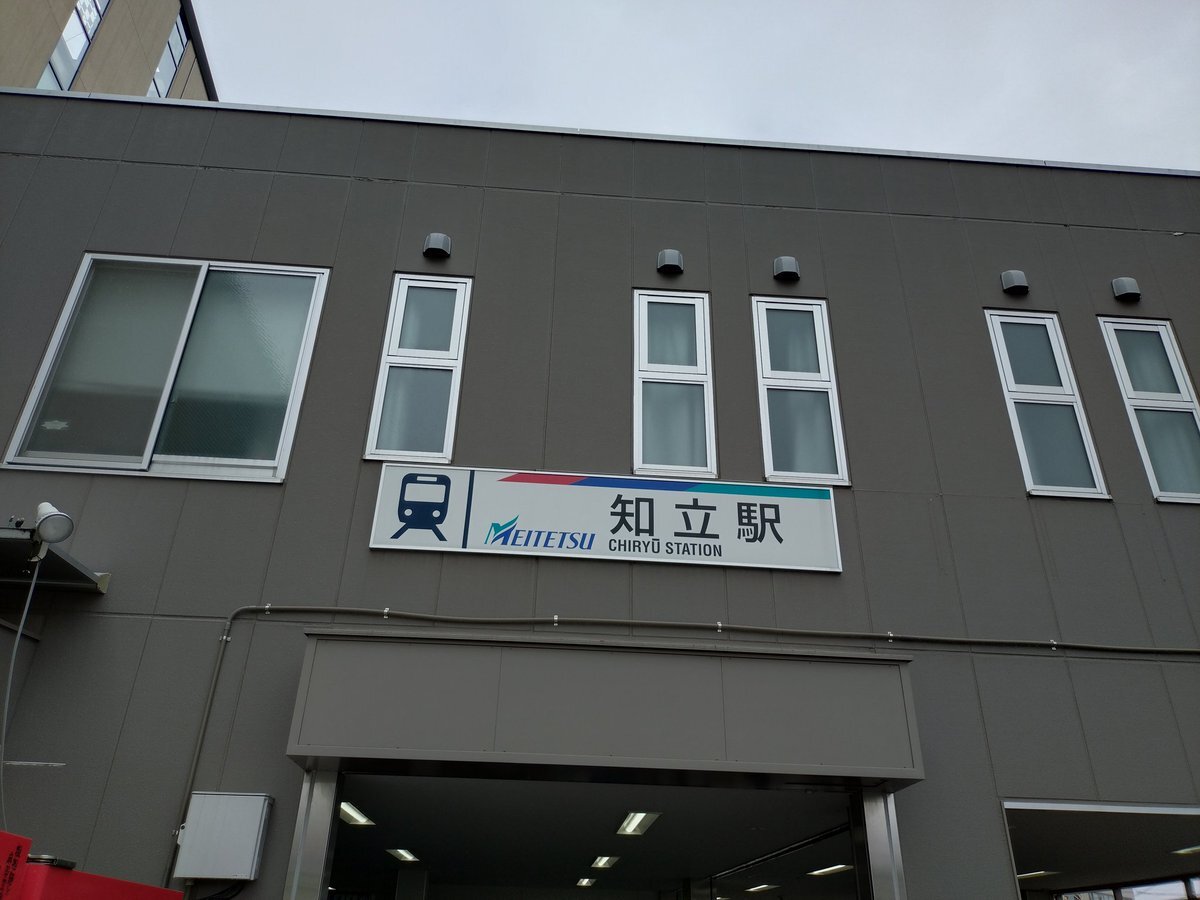 MEITETSU 知立駅
CHIRYŪ STATION